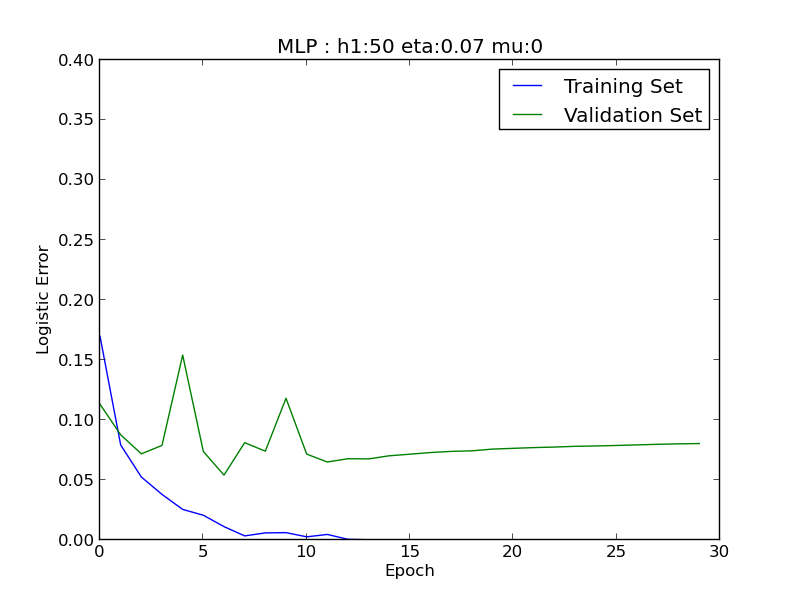 MLP : h1:50 eta:0.07 mu:0
Training Set
Validation Set
0.40
0.35
0.30
0.25
0.20
0.15
0.10
0.05
0.00
Logistic Error
0 5 10 15 20 25 30
Epoch